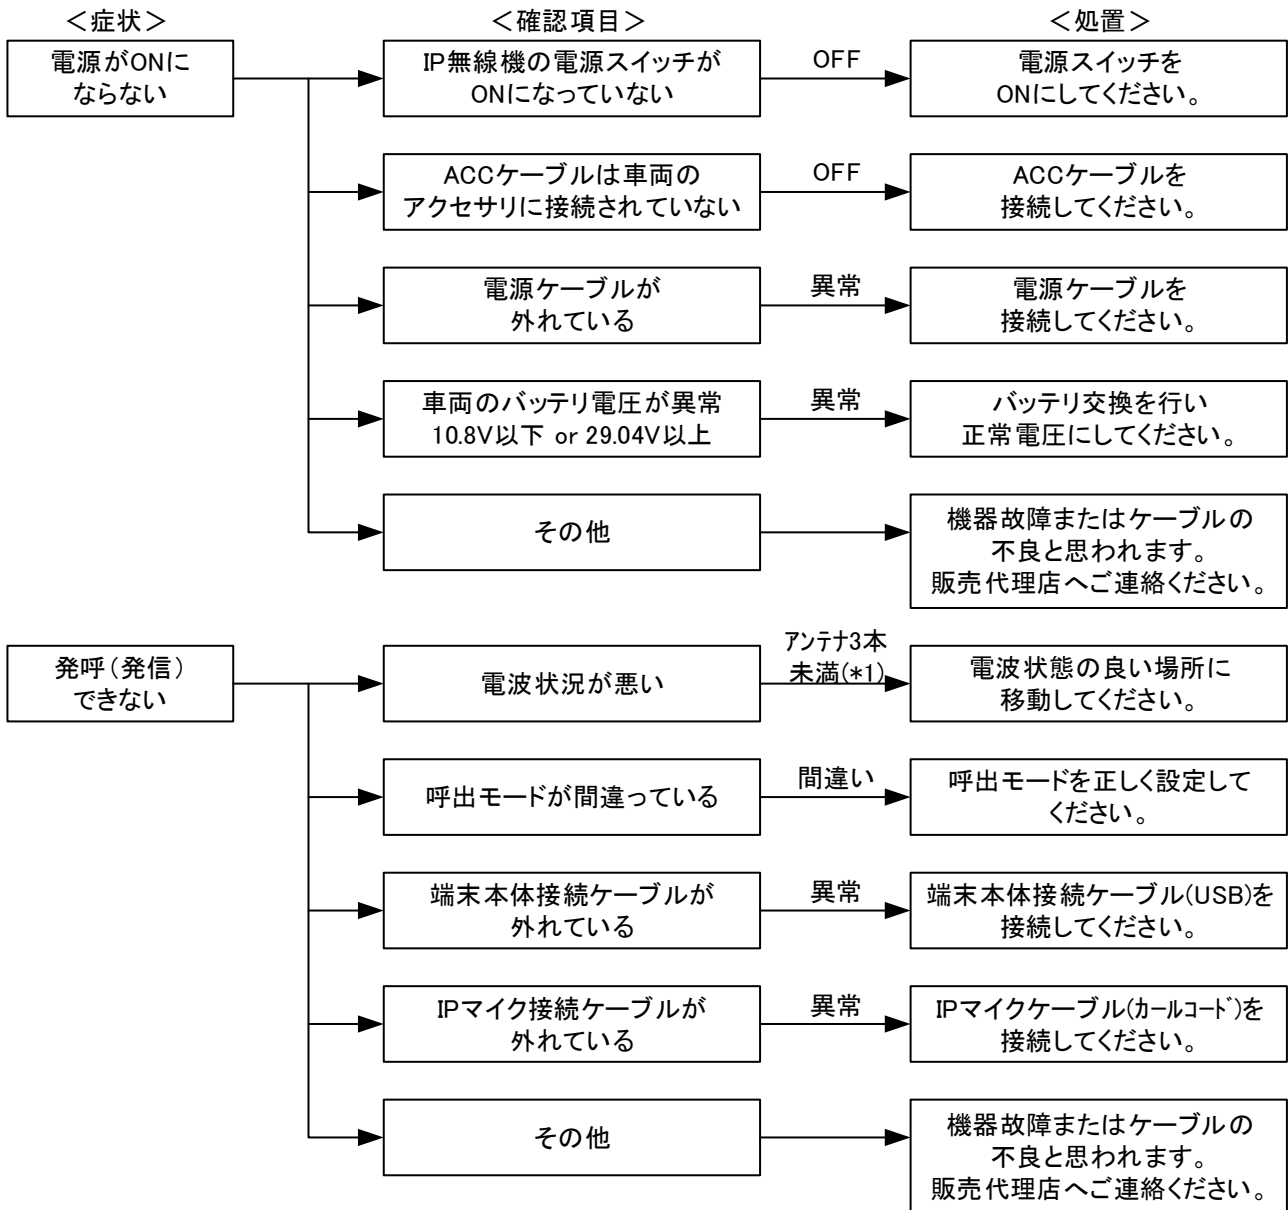 ＜症状＞
＜確認項目＞
＜処置＞
電源がONに
ならない
IP無線機の電源スイッチが
ONになっていない
OFF
電源スイッチを
ONにしてください。
ACCケーブルは車両の
アクセサリに接続されていない
OFF
ACCケーブルを
接続してください。
電源ケーブルが
外れている
異常
電源ケーブルを
接続してください。
車両のバッテリ電圧が異常
10.8V以下 or 29.04V以上
異常
バッテリ交換を行い
正常電圧にしてください。
その他
機器故障またはケーブルの
不良と思われます。
販売代理店へご連絡ください。
発呼（発信）
できない
電波状況が悪い
ｱﾝﾃﾅ3本
未満(*1)
電波状態の良い場所に
移動してください。
呼出モードが間違っている
間違い
呼出モードを正しく設定して
ください。
端末本体接続ケーブルが
外れている
異常
端末本体接続ケーブル(USB)を
接続してください。
IPマイク接続ケーブルが
外れている
異常
IPマイクケーブル(ｶｰﾙｺｰﾄﾞ)を
接続してください。
その他
機器故障またはケーブルの
不良と思われます。
販売代理店へご連絡ください。